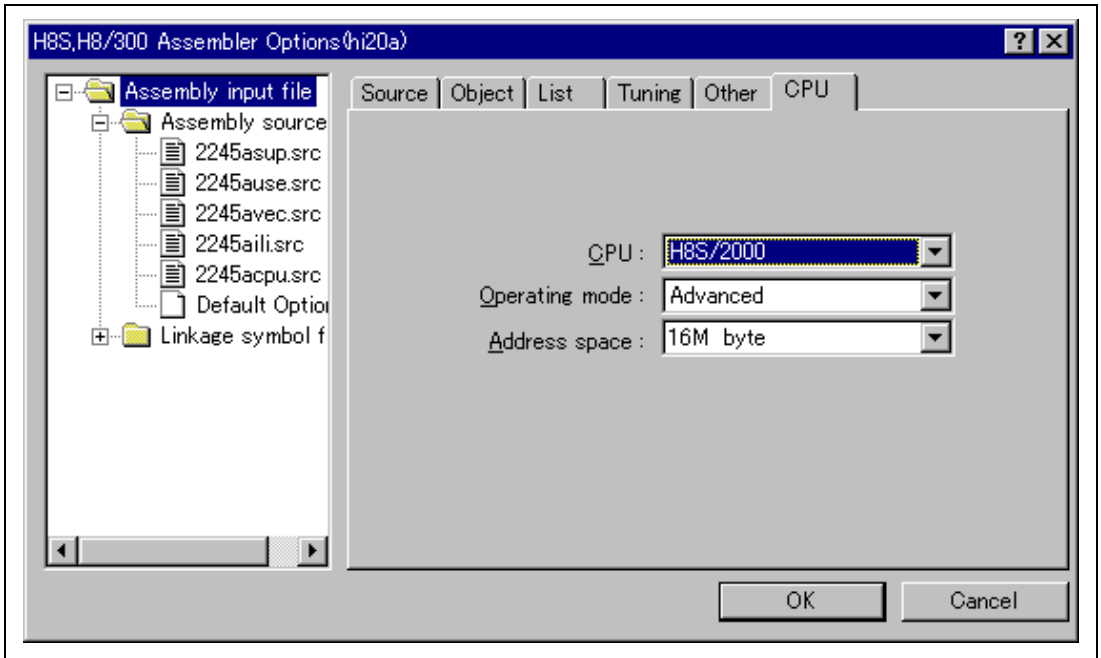 H8S,H8/300 Assembler Options(hi20a)
Assembly input file
Assembly source
2245asup.src
2245ause.src
2245avec.src
2245aili.src
2245acpu.src
Default Option
Linkage symbol f
Source Object List Tuning Other CPU
CPU : H8S/2000
Operating mode : Advanced
Address space : 16M byte
OK Cancel